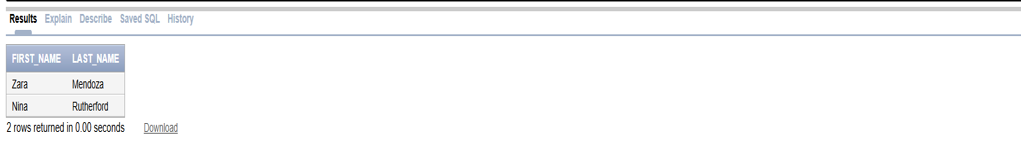 Results Explain Describe Saved SQL History
FIRST_NAME LAST_NAME
Zara Mendoza
Nina Rutherford
2 rows returned in 0.00 seconds Download